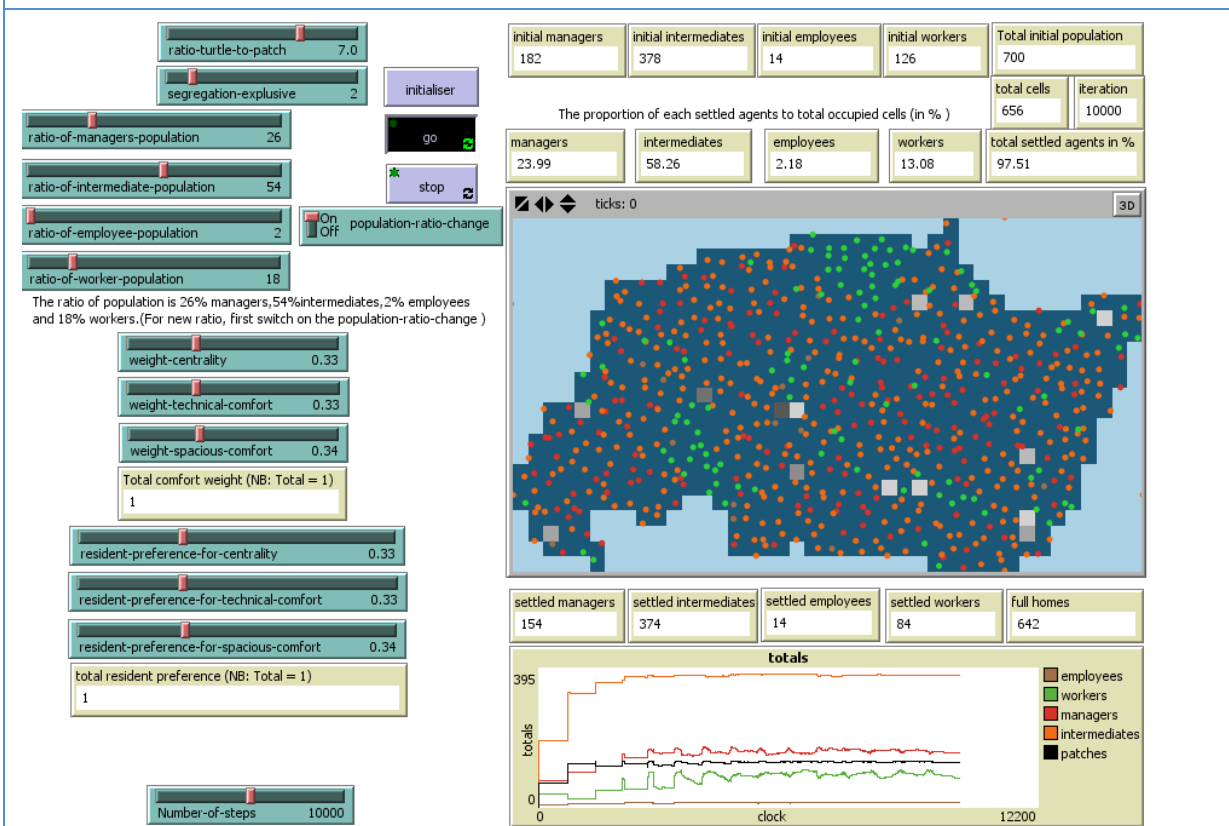 ratio-turtle-to-patch 7.0
segregation-explusive 2
ratio-of-managers-population 26
ratio-of-intermediate-population 54
ratio-of-employee-population 2
ratio-of-worker-population 18
initialiser
go
stop
On
Off
population-ratio-change
The ratio of population is 26% managers,54%intermediates,2% employees
and 18% workers.(For new ratio, first switch on the population-ratio-change )
weight-centrality 0.33
weight-technical-comfort 0.33
weight-spacious-comfort 0.34
Total comfort weight (NB: Total = 1)
1
resident-preference-for-centrality 0.33
resident-preference-for-technical-comfort 0.33
resident-preference-for-spacious-comfort 0.34
total resident preference (NB: Total = 1)
1
Number-of-steps 10000
initial managers
182
initial intermediates
378
initial employees
14
initial workers
126
Total initial population
700
total cells
656
iteration
10000
The proportion of each settled agents to total occupied cells (in % )
managers
23.99
intermediates
58.26
employees
2.18
workers
13.08
total settled agents in %
97.51
ticks: 0
3D
settled managers
154
settled intermediates
374
settled employees
14
settled workers
84
full homes
642
totals
395
totals
0
0
clock
12200
employees
workers
managers
intermediates
patches